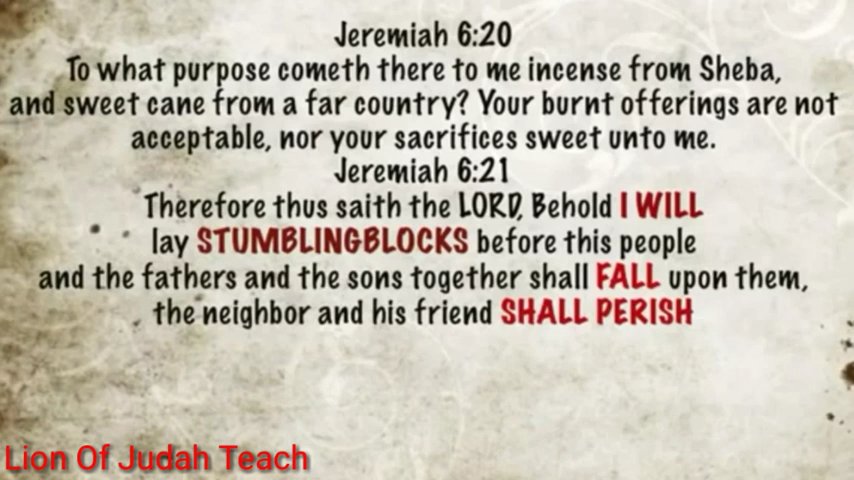 Jeremiah 6:20
To what purpose cometh there to me incense from Sheba,
and sweet cane from a far country? Your burnt offerings are not
acceptable, nor your sacrifices sweet unto me.
Jeremiah 6:21
Therefore thus saith the LORD, Behold I WILL
lay STUMBLINGBLOCKS before this people
and the fathers and the sons together shall FALL upon them,
the neighbor and his friend SHALL PERISH
Lion Of Judah Teach